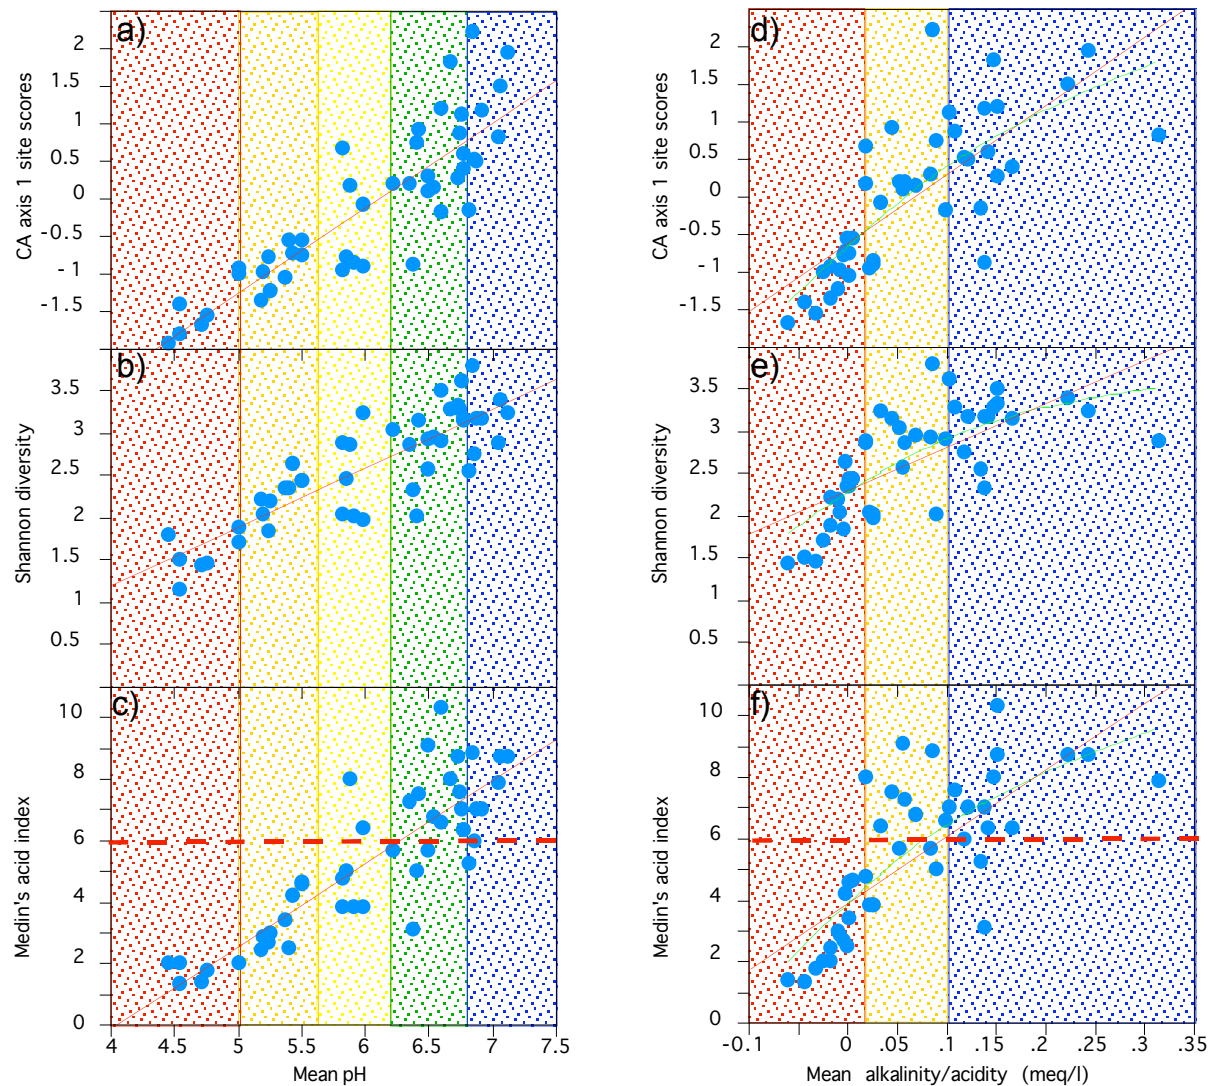 a)
2
1.5
1
0.5
0
-0.5
-1
-1.5
CA axis 1 site scores
b)
3.5
3
2.5
2
1.5
1
0.5
Shannon diversity
c)
10
8
6
4
2
0
Medin's acid index
4 4.5 5 5.5 6 6.5 7 7.5
Mean pH
d)
2
1.5
1
0.5
0
-0.5
-1
-1.5
CA axis 1 site scores
e)
3.5
3
2.5
2
1.5
1
0.5
Shannon diversity
f)
10
8
6
4
2
0
Medin's acid index
-0.1 0 .05 .1 .15 .2 .25 .3 .35
Mean alkalinity/acidity (meq/l)